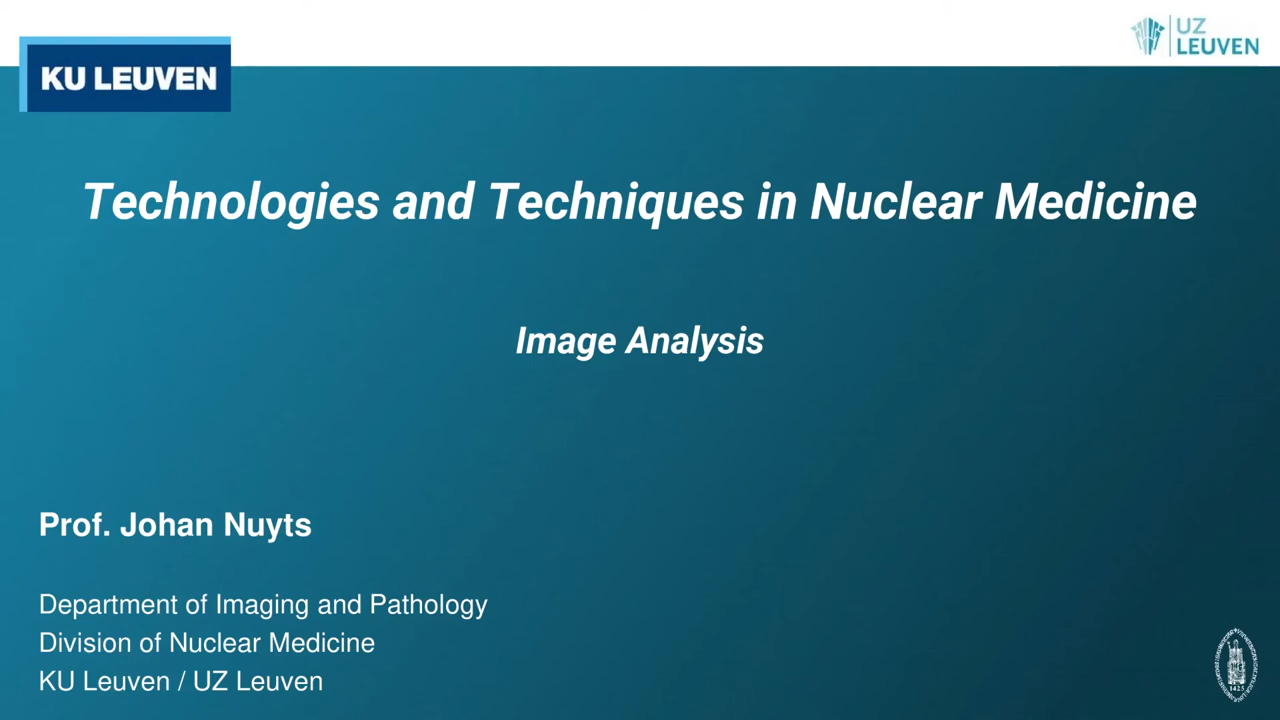 UZ
LEUVEN
KU LEUVEN
Technologies and Techniques in Nuclear Medicine
Image Analysis
Prof. Johan Nuyts
Department of Imaging and Pathology
Division of Nuclear Medicine
KU Leuven / UZ Leuven
1425